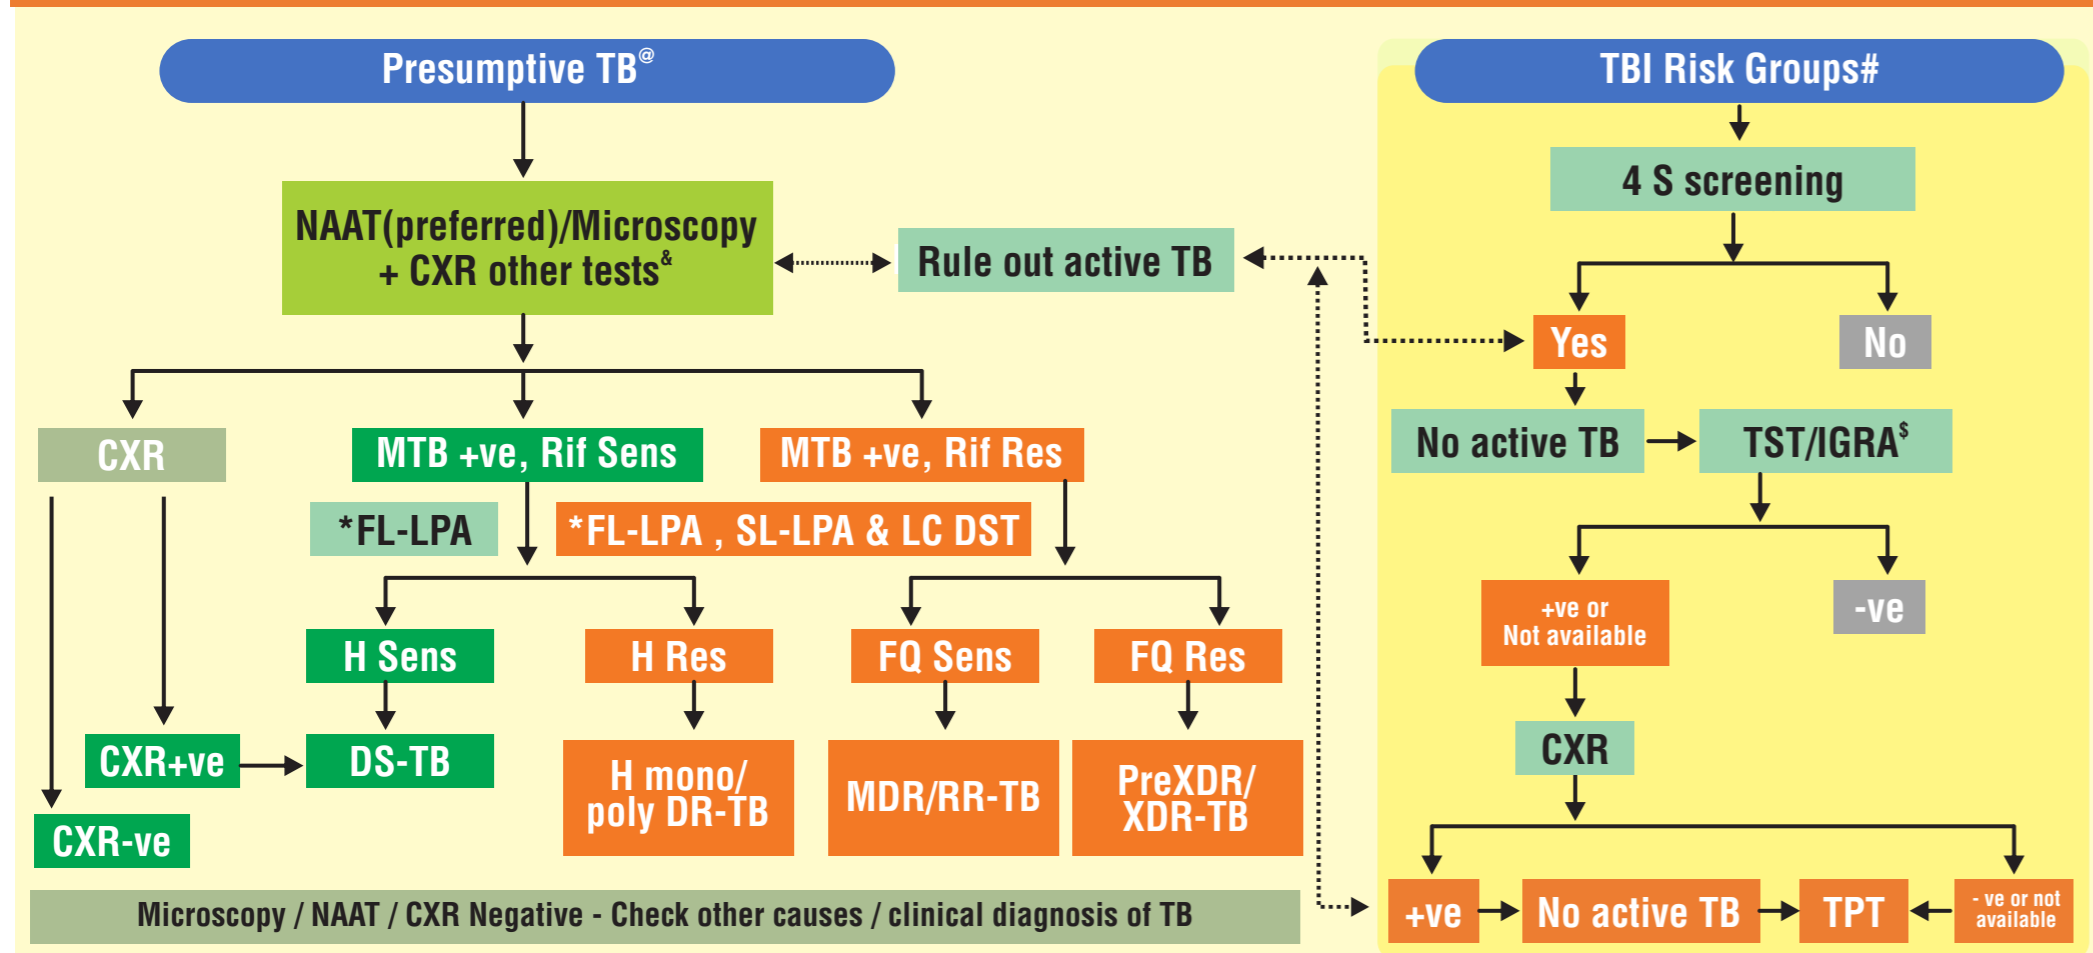 Presumptive TB@
NAAT(preferred)/Microscopy
+ CXR other tests&
Rule out active TB
CXR
MTB +ve, Rif Sens
MTB +ve, Rif Res
*FL-LPA
*FL-LPA , SL-LPA & LC DST
H Sens
H Res
FQ Sens
FQ Res
CXR+ve
DS-TB
H mono/
poly DR-TB
MDR/RR-TB
PreXDR/
XDR-TB
CXR-ve
Microscopy / NAAT / CXR Negative - Check other causes / clinical diagnosis of TB
TBI Risk Groups#
4 S screening
Yes
No
No active TB
TST/IGRA$
+ve or
Not available
-ve
CXR
+ve
No active TB
TPT
- ve or not
available